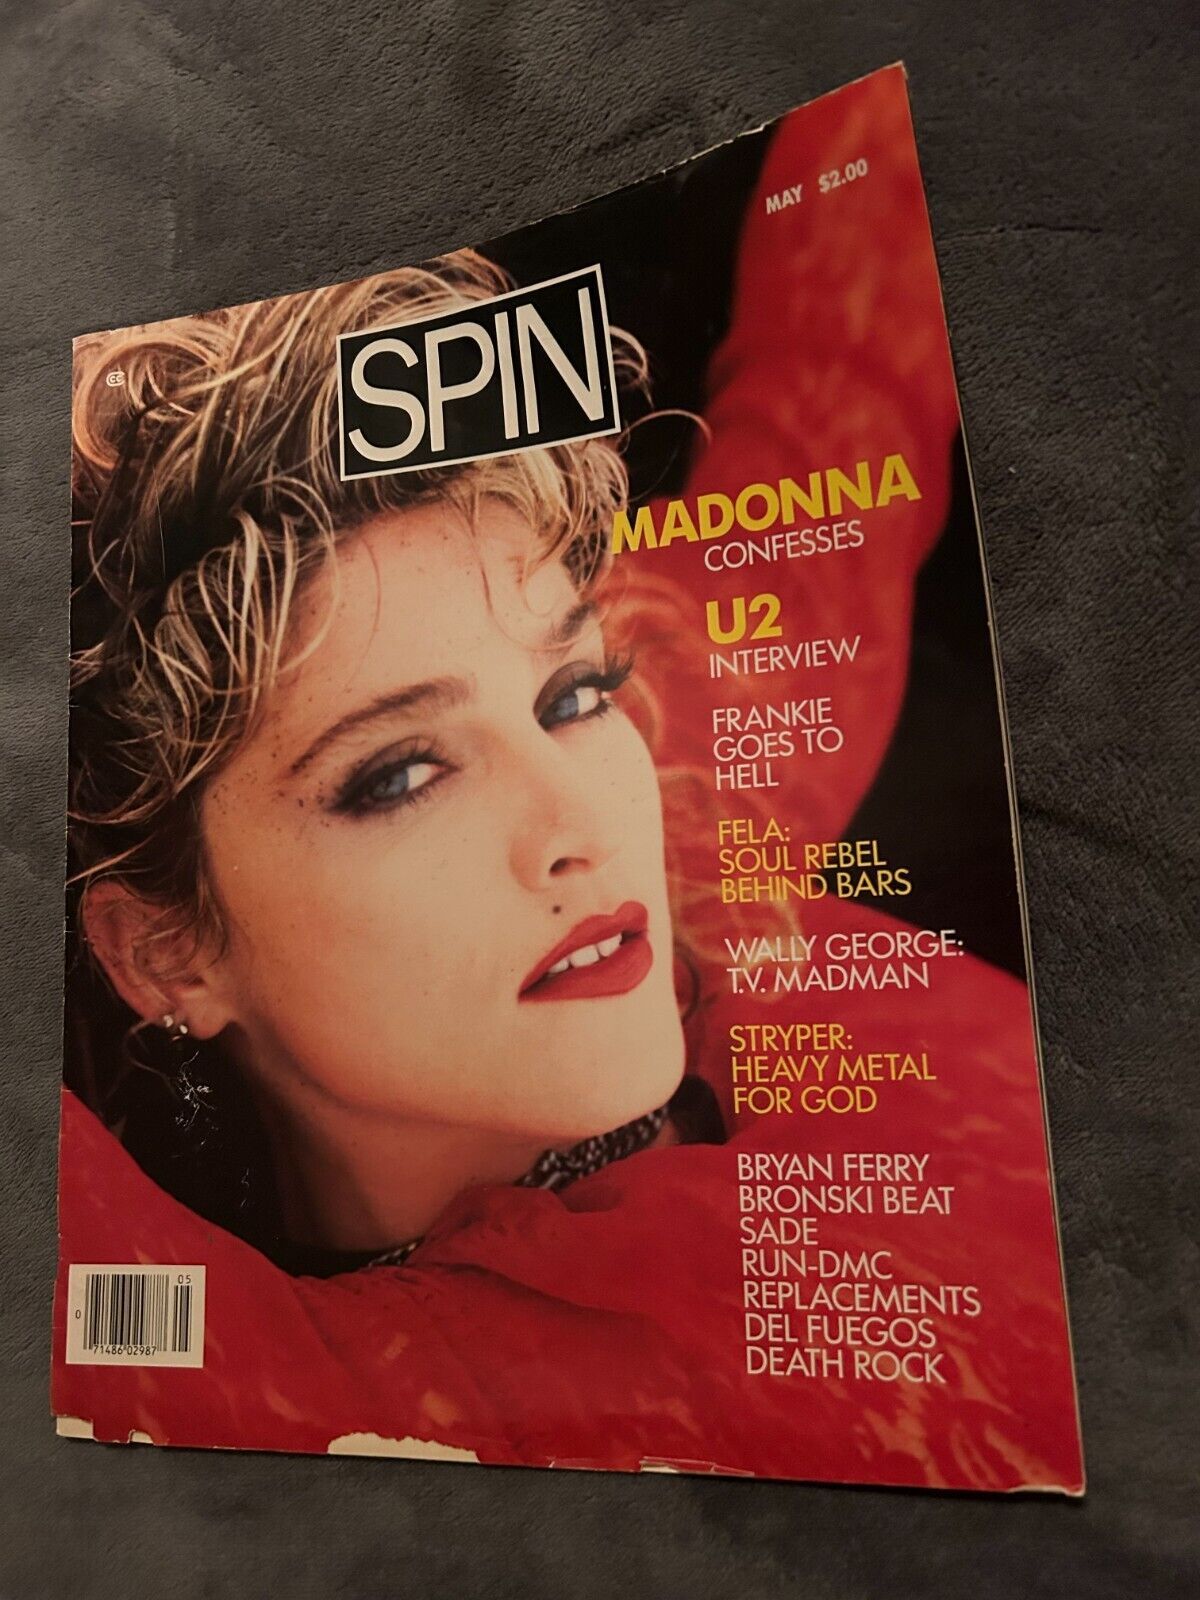 MAY $2.00
SPIN
MADONNA
CONFESSES
U2
INTERVIEW
FRANKIE
GOES TO
HELL
FELA:
SOUL REBEL
BEHIND BARS
WALLY GEORGE:
T.V. MADMAN
STRYPER:
HEAVY METAL
FOR GOD
BRYAN FERRY
BRONSKI BEAT
SADE
RUN-DMC
REPLACEMENTS
DEL FUEGOS
DEATH ROCK
05
0 71486 02987